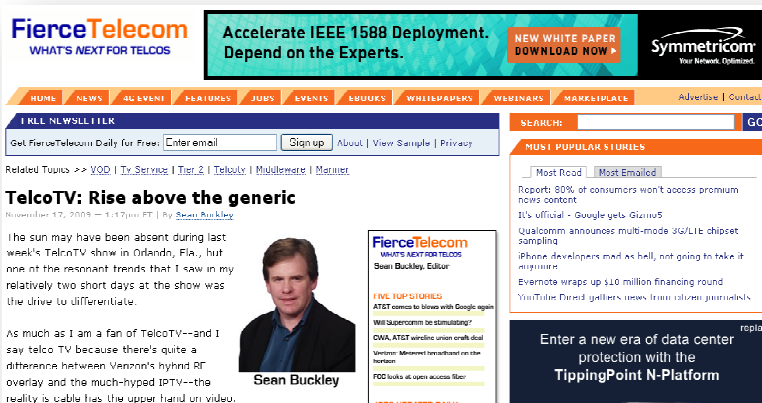 FierceTelecom
WHAT'S NEXT FOR TELCOS
Accelerate IEEE 1588 Deployment.
Depend on the Experts.
NEW WHITE PAPER
DOWNLOAD NOW
Symmetricom
Your Network. Optimized.
HOME NEWS 4G EVENT FEATURES JOBS EVENTS EBOOKS WHITEPAPERS WEBINARS MARKETPLACE
Advertise | Contact
FREE NEWSLETTER
Get FierceTelecom Daily for Free: Enter email Sign up About | View Sample | Privacy
SEARCH: GO
Related Topics >> VOD | Tv Service | Tier 2 | Telcotv | Middleware | Mariner
TelcoTV: Rise above the generic
November 17, 2009 — 1:17pm ET | By Sean Buckley
The sun may have been absent during last
week's TelcoTV show in Orlando, Fla., but
one of the resonant trends that I saw in my
relatively two short days at the show was
the drive to differentiate.
As much as I am a fan of TelcoTV--and I
say telco TV because there's quite a
difference between Verizon's hybrid RF
overlay and the much-hyped IPTV--the
reality is cable has the upper hand on video.
Sean Buckley
FierceTelecom
WHAT'S NEXT FOR TELCOS
Sean Buckley, Editor
FIVE TOP STORIES
AT&T comes to blows with Google again
Will Supercomm be stimulating?
CWA, AT&T wireline union craft deal
Verizon: Metered broadband on the
horizon
FCC looks at open access fiber
MOST POPULAR STORIES
Most Read Most Emailed
Report: 80% of consumers won't access premium
news content
It's official - Google gets Gizmo5
Qualcomm announces multi-mode 3G/LTE chipset
sampling
iPhone developers mad as hell, not going to take it
anymore
Evernote wraps up $10 million financing round
YouTube Direct gathers news from citizen journalists
replay
Enter a new era of data center
protection with the
TippingPoint N-Platform